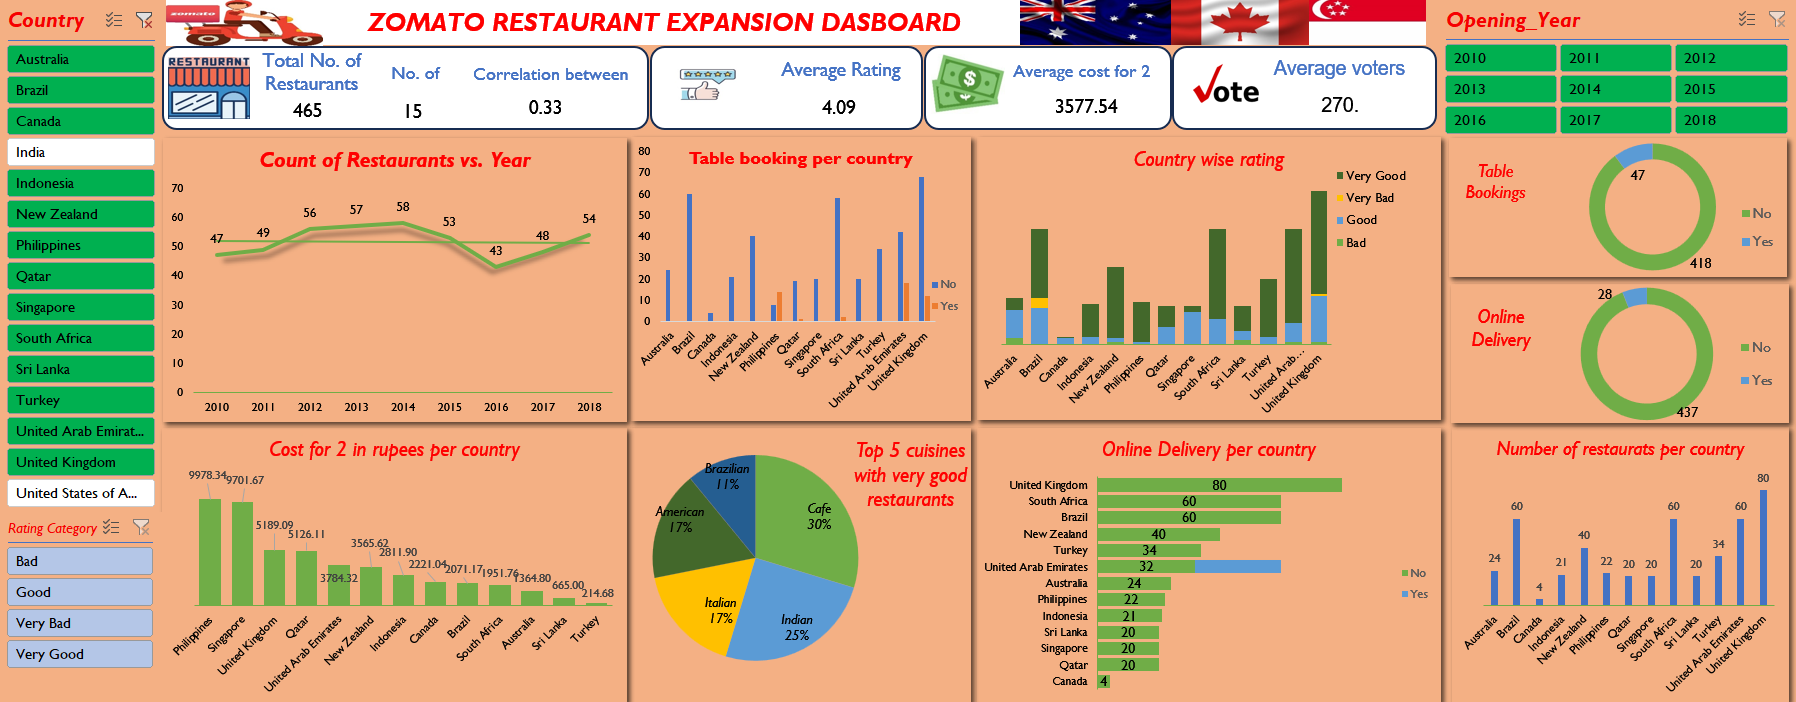 Country
zomato
ZOMATO RESTAURANT EXPANSION DASBOARD
Opening_Year
Australia
Brazil
Canada
India
Indonesia
New Zealand
Philippines
Qatar
Singapore
South Africa
Sri Lanka
Turkey
United Arab Emirat...
United Kingdom
United States of A...
Rating Category
Bad
Good
Very Bad
Very Good
RESTAURANT
Total No. of
Restaurants
465
No. of
15
Correlation between
0.33
Average Rating
4.09
Average cost for 2
3577.54
Vote
Average voters
270.
2010 2011 2012
2013 2014 2015
2016 2017 2018
Count of Restaurants vs. Year
70
60
50
40
30
20
10
0
47 49 56 57 58 53 43 48 54
2010 2011 2012 2013 2014 2015 2016 2017 2018
Table booking per country
80
70
60
50
40
30
20
10
0
No
Yes
Australia
Brazil
Canada
Indonesia
New Zealand
Philippines
Qatar
Singapore
South Africa
Sri Lanka
Turkey
United Arab Emirates
United Kingdom
Country wise rating
Very Good
Very Bad
Good
Bad
Australia
Brazil
Canada
Indonesia
New Zealand
Philippines
Qatar
Singapore
South Africa
Sri Lanka
Turkey
United Arab...
United Kingdom
Table
Bookings
47
418
No
Yes
Online
Delivery
28
437
No
Yes
Cost for 2 in rupees per country
9978.34
9701.67
5189.09
5126.11
3784.32
3565.62
2811.90
2221.04
2071.17
1951.76
1364.80
665.00
214.68
Philippines
Singapore
United Kingdom
Qatar
United Arab Emirates
New Zealand
Indonesia
Canada
Brazil
South Africa
Australia
Sri Lanka
Turkey
Top 5 cuisines
with very good
restaurants
Brazilian
11%
Cafe
30%
American
17%
Italian
17%
Indian
25%
Online Delivery per country
United Kingdom 80
South Africa 60
Brazil 60
New Zealand 40
Turkey 34
United Arab Emirates 32
Australia 24
Philippines 22
Indonesia 21
Sri Lanka 20
Singapore 20
Qatar 20
Canada 4
No
Yes
Number of restaurats per country
24 60 4 21 40 22 20 20 60 20 34 60 80
Australia
Brazil
Canada
Indonesia
New Zealand
Philippines
Qatar
Singapore
South Africa
Sri Lanka
Turkey
United Arab Emirates
United Kingdom